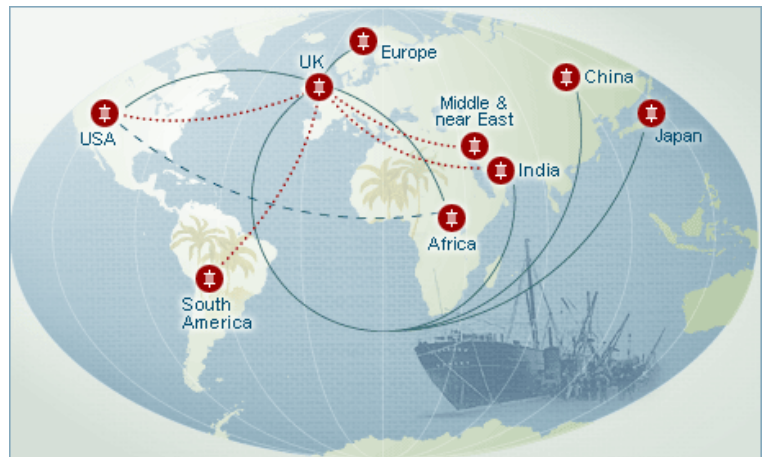 Europe
UK
China
Middle &
near East
USA
Japan
India
Africa
South
America